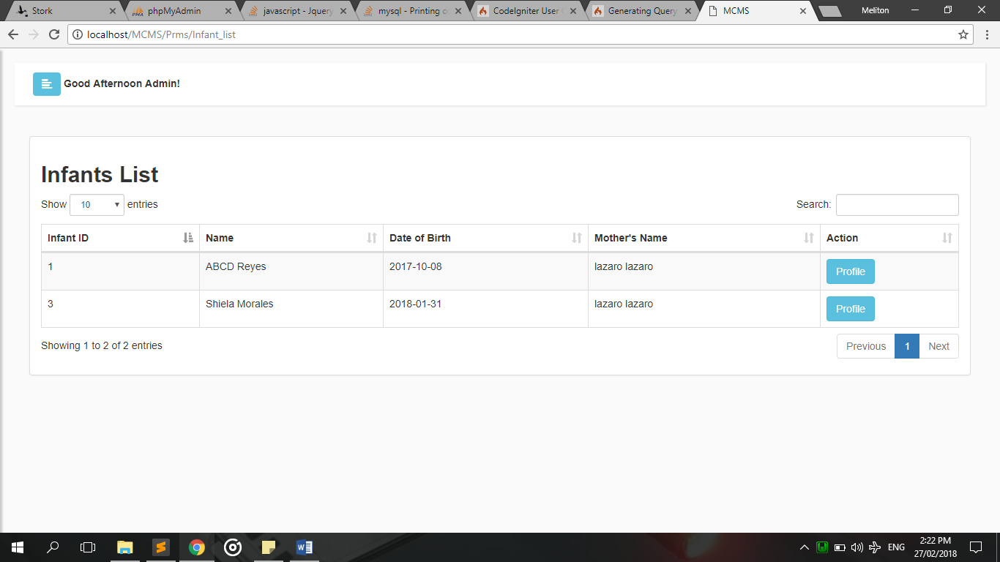 Stork
phpMyAdmin
javascript - Jquery
mysql - Printing o
CodeIgniter User
Generating Query
MCMS
Meliton
localhost/MCMS/Prms/Infant_list
Good Afternoon Admin!
Infants List
Show 10 entries
Search:
Infant ID Name Date of Birth Mother's Name Action
1 ABCD Reyes 2017-10-08 lazaro lazaro Profile
3 Shiela Morales 2018-01-31 lazaro lazaro Profile
Showing 1 to 2 of 2 entries
Previous 1 Next
ENG
2:22 PM
27/02/2018